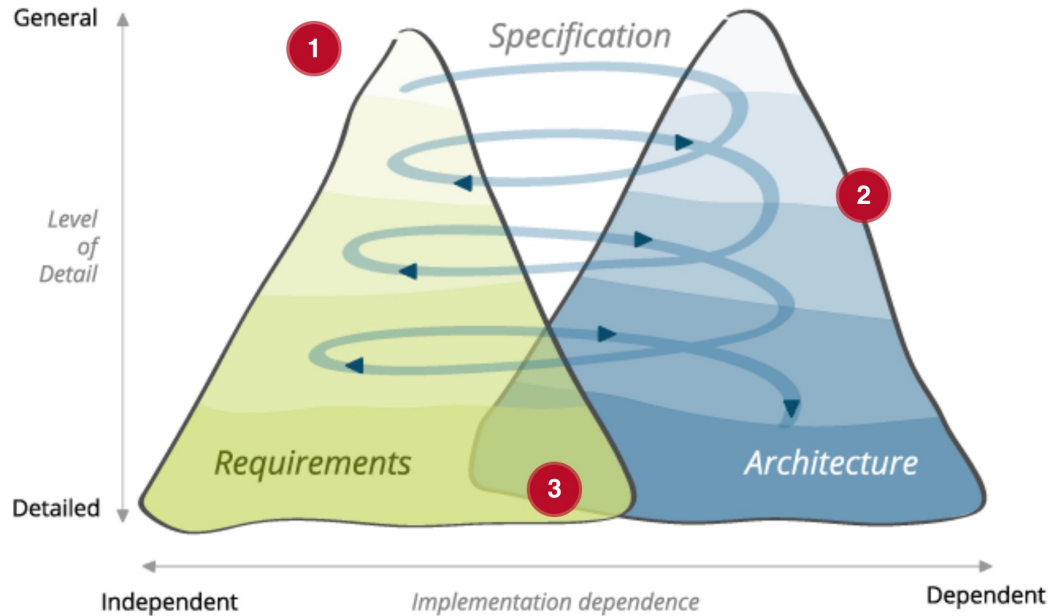 General
Specification
1
2
Level
of
Detail
Requirements
Architecture
3
Detailed
Independent
Implementation dependence
Dependent